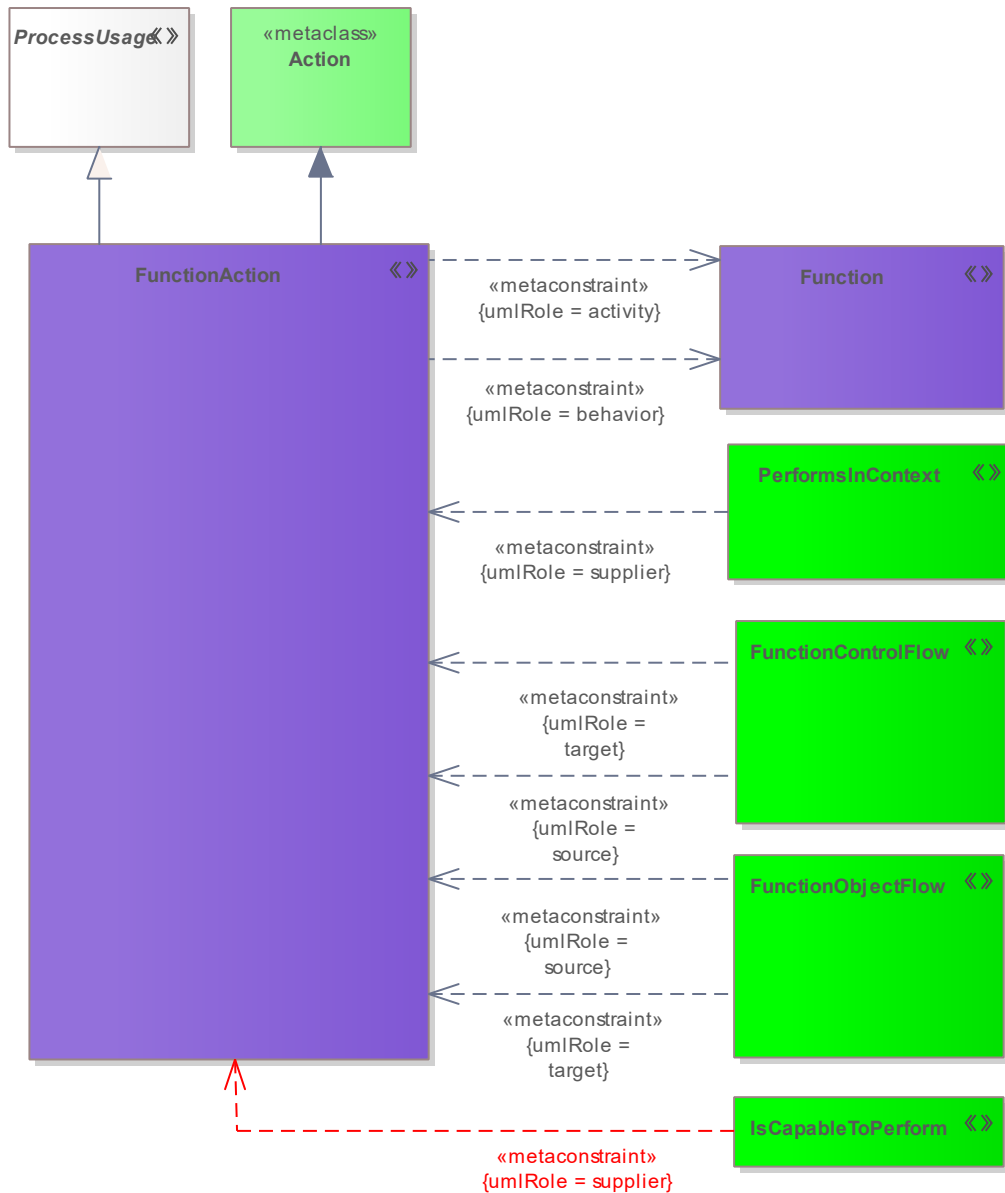 ProcessUsage «»
«metaclass»
Action
FunctionAction «»
«metaconstraint»
{umlRole = activity}
«metaconstraint»
{umlRole = behavior}
Function «»
PerformsInContext «»
«metaconstraint»
{umlRole = supplier}
FunctionControlFlow «»
«metaconstraint»
{umlRole =
target}
«metaconstraint»
{umlRole =
source}
FunctionObjectFlow «»
«metaconstraint»
{umlRole =
source}
«metaconstraint»
{umlRole =
target}
IsCapableToPerform «»
«metaconstraint»
{umlRole = supplier}